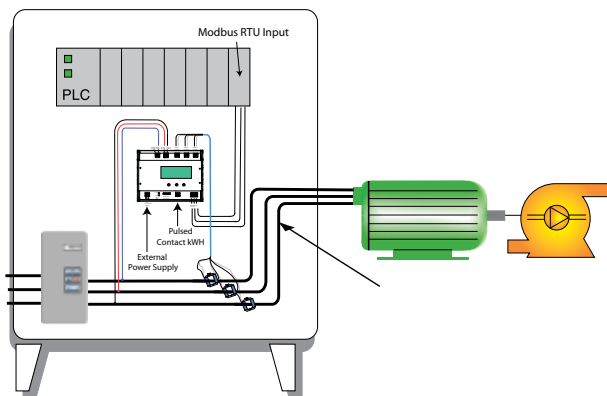 Modbus RTU Input
PLC
Pulsed
Contact kWH
External
Power Supply